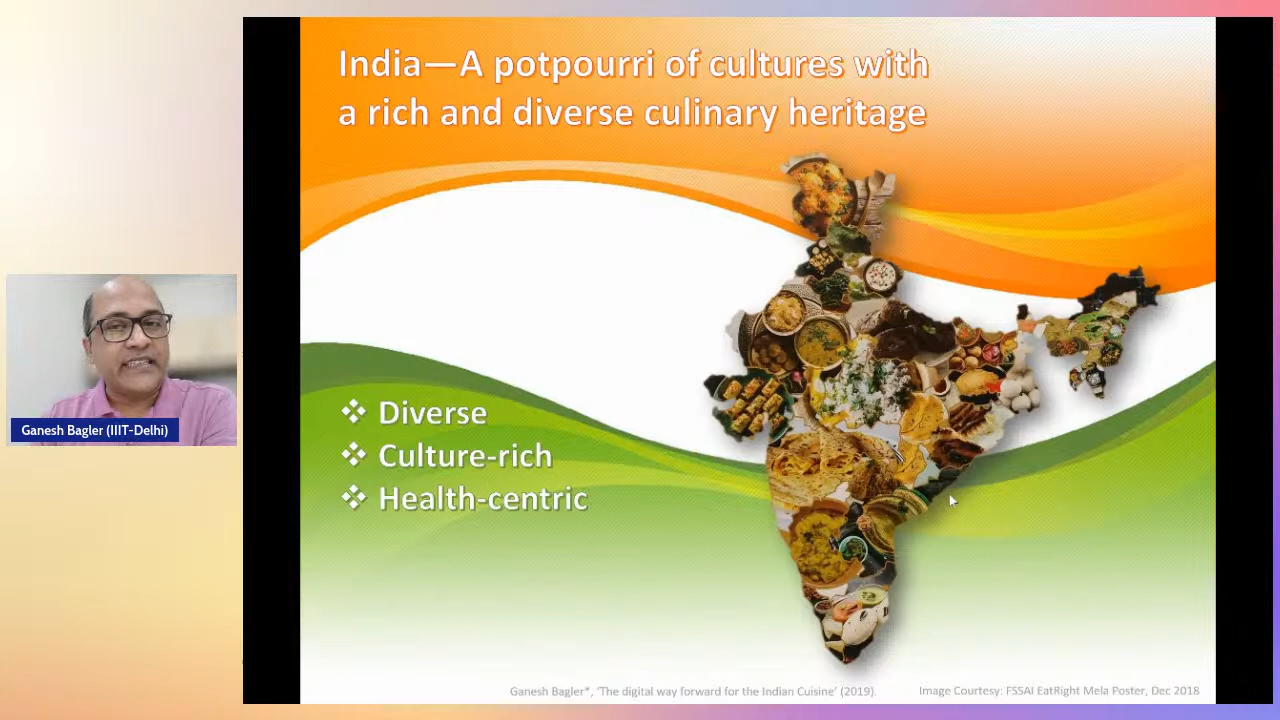 India—A potpourri of cultures with
a rich and diverse culinary heritage
Diverse
Culture-rich
Health-centric
Ganesh Bagler (IIIT-Delhi)
Ganesh Bagler*, ‘The digital way forward for the Indian Cuisine’ (2019).
Image Courtesy: FSSAI EatRight Mela Poster, Dec 2018